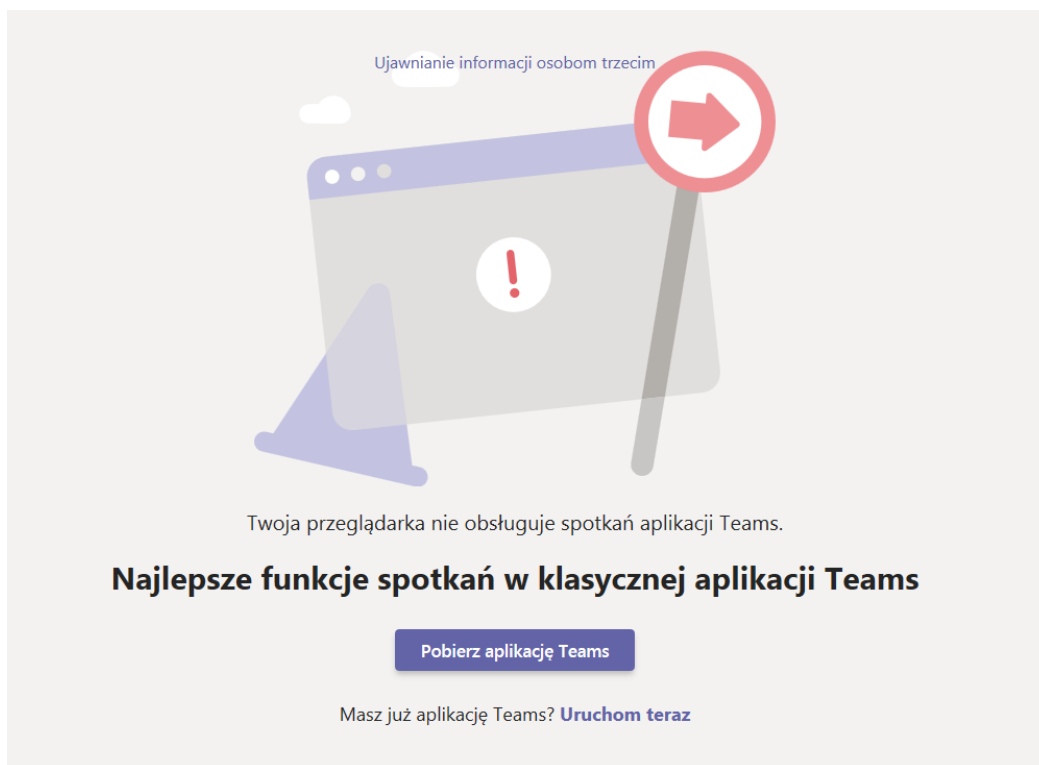 Ujawnianie informacji osobom trzecim
Twoja przeglądarka nie obsługuje spotkań aplikacji Teams.
Najlepsze funkcje spotkań w klasycznej aplikacji Teams
Pobierz aplikację Teams
Masz już aplikację Teams? Uruchom teraz